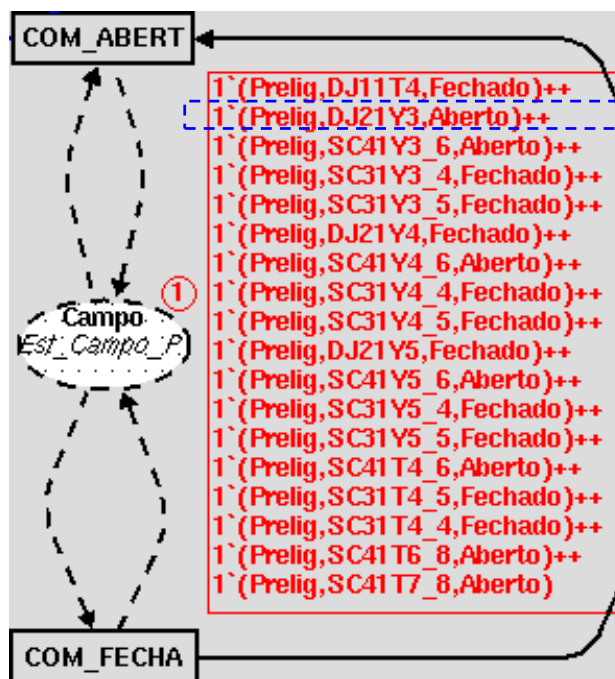 COM_ABERT
1`(Prelig,DJ11T4,Fechado)++
1`(Prelig,DJ21Y3,Aberto)++
1`(Prelig,SC41Y3_6,Aberto)++
1`(Prelig,SC31Y3_4,Fechado)++
1`(Prelig,SC31Y3_5,Fechado)++
1`(Prelig,DJ21Y4,Fechado)++
1`(Prelig,SC41Y4_6,Aberto)++
1`(Prelig,SC31Y4_4,Fechado)++
1`(Prelig,SC31Y4_5,Fechado)++
1`(Prelig,DJ21Y5,Fechado)++
1`(Prelig,SC41Y5_6,Aberto)++
1`(Prelig,SC31Y5_4,Fechado)++
1`(Prelig,SC31Y5_5,Fechado)++
1`(Prelig,SC41T4_6,Aberto)++
1`(Prelig,SC31T4_5,Fechado)++
1`(Prelig,SC31T4_4,Fechado)++
1`(Prelig,SC41T6_8,Aberto)++
1`(Prelig,SC41T7_8,Aberto)
1
Campo
Est_Campo_P
COM_FECHA